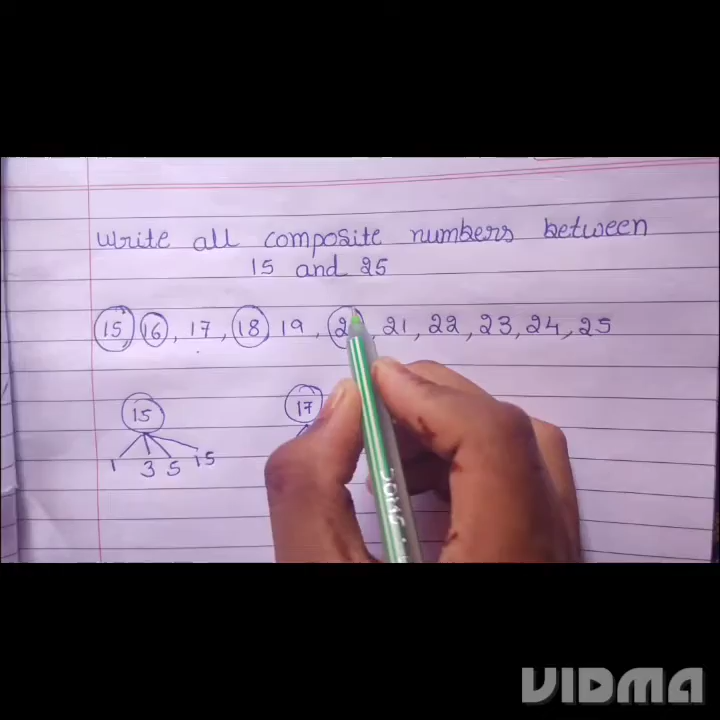 Write all composite numbers between
15 and 25
15, 16, 17, 18, 19, 2, 21, 22, 23, 24, 25
15 17
1 3 5 15
VIDMA